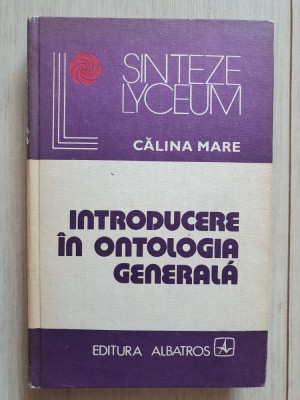 SINTEZE
LYCEUM
CĂLINA MARE
INTRODUCERE
ÎN ONTOLOGIA
GENERALĂ
EDITURA ALBATROS